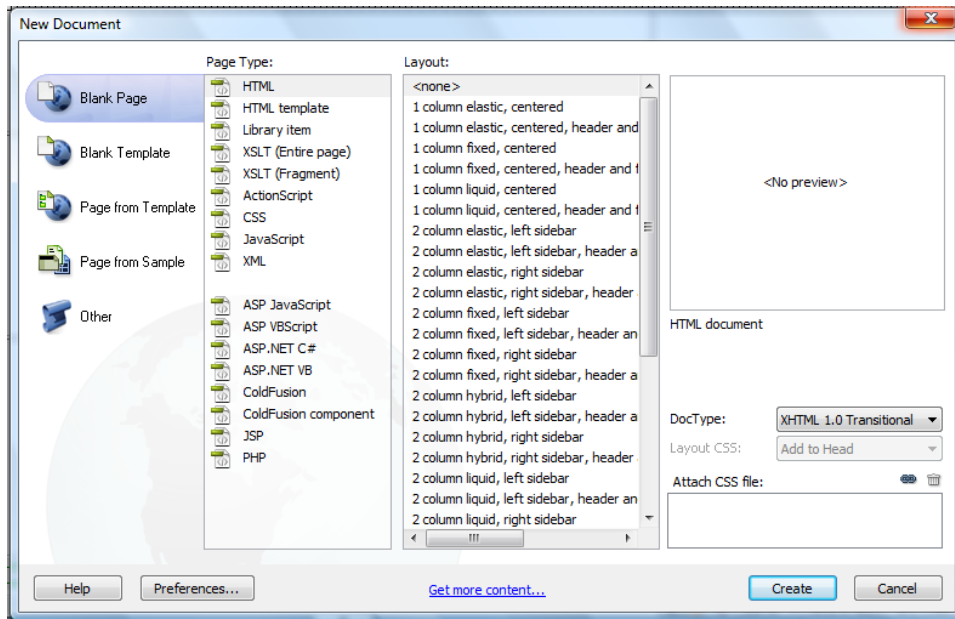 New Document
Blank Page
Blank Template
Page from Template
Page from Sample
Other
Page Type:
HTML
HTML template
Library item
XSLT (Entire page)
XSLT (Fragment)
ActionScript
CSS
JavaScript
XML
ASP JavaScript
ASP VBScript
ASP.NET C#
ASP.NET VB
ColdFusion
ColdFusion component
JSP
PHP
Layout:
<none>
1 column elastic, centered
1 column elastic, centered, header and
1 column fixed, centered
1 column fixed, centered, header and f
1 column liquid, centered
1 column liquid, centered, header and f
2 column elastic, left sidebar
2 column elastic, left sidebar, header a
2 column elastic, right sidebar
2 column elastic, right sidebar, header
2 column fixed, left sidebar
2 column fixed, left sidebar, header an
2 column fixed, right sidebar
2 column fixed, right sidebar, header a
2 column hybrid, left sidebar
2 column hybrid, left sidebar, header a
2 column hybrid, right sidebar
2 column hybrid, right sidebar, header
2 column liquid, left sidebar
2 column liquid, left sidebar, header an
2 column liquid, right sidebar
<No preview>
HTML document
DocType: XHTML 1.0 Transitional
Layout CSS: Add to Head
Attach CSS file:
Help Preferences... Get more content... Create Cancel